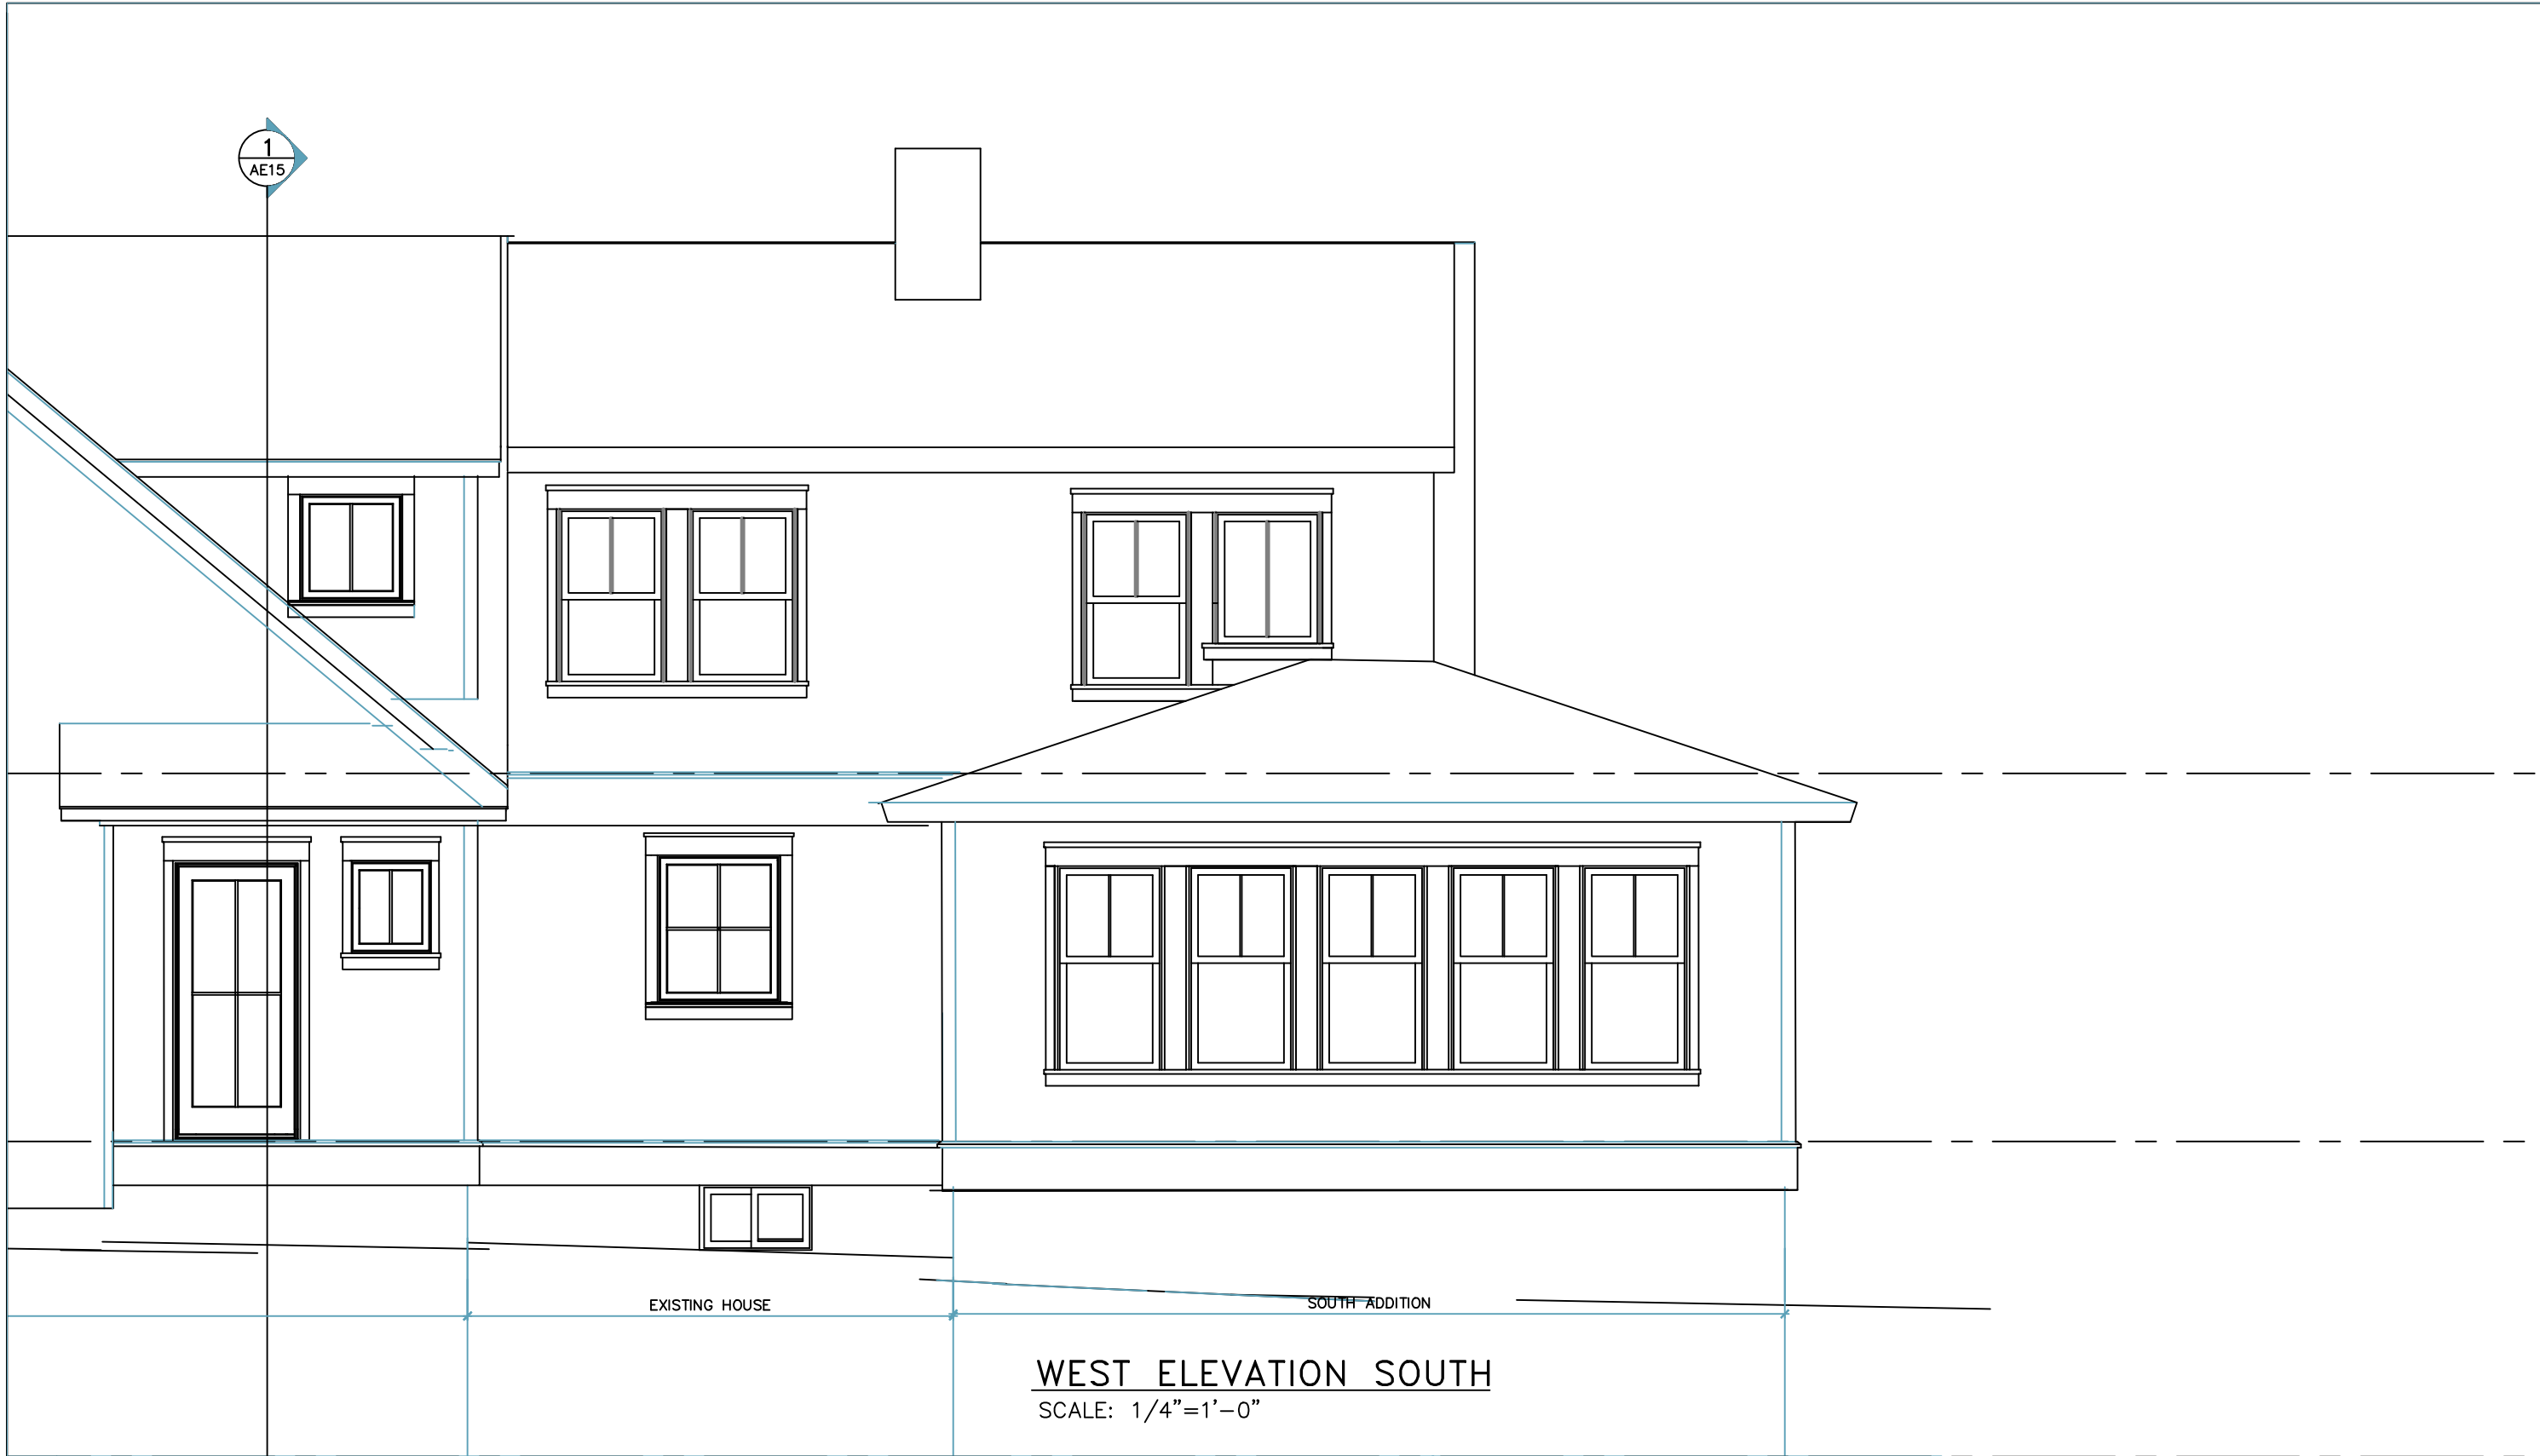 1
AE15
EXISTING HOUSE
SOUTH ADDITION
WEST ELEVATION SOUTH
SCALE: 1/4"=1'-0"